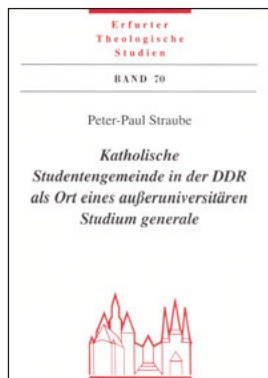 Erfurter
Theologische
Studien
BAND 70
Peter-Paul Straube
Katholische
Studentengemeinde in der DDR
als Ort eines außeruniversitären
Studium generale